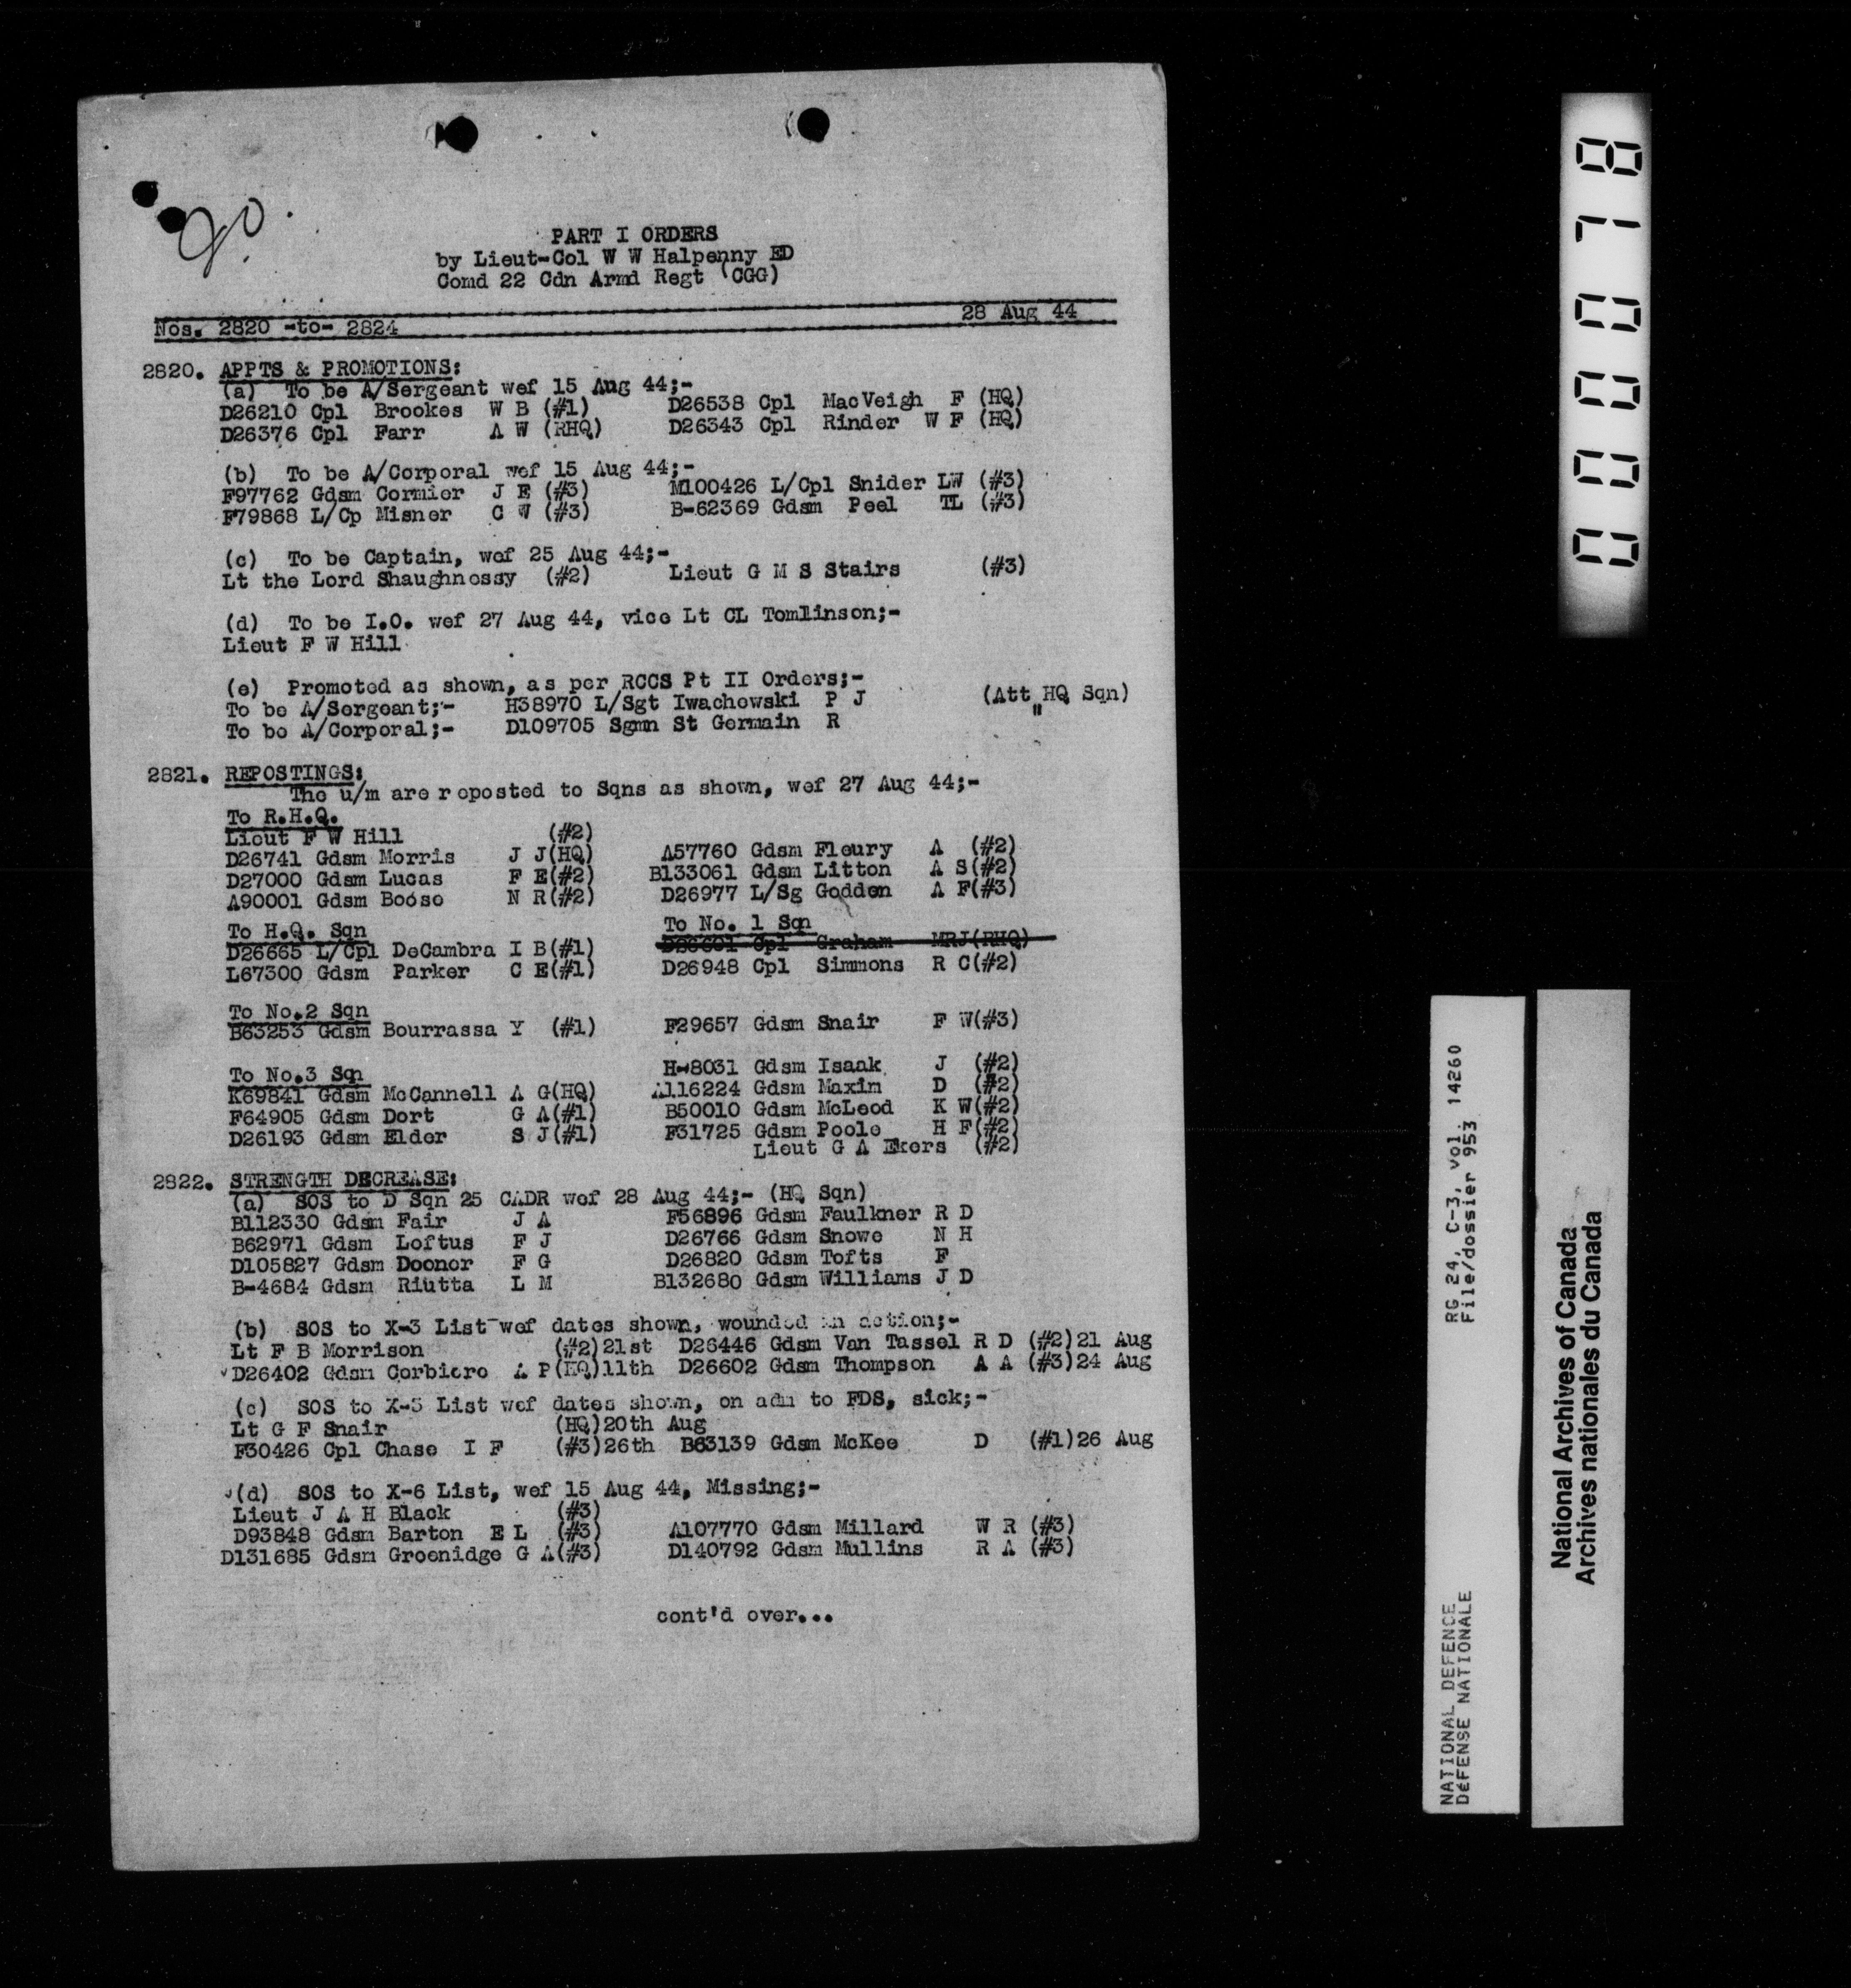 20.
PART I ORDERS
by Lieut-Col W W Halpenny ED
Comd 22 Cdn Armd Regt (CGG)
Nos. 2820 -to- 2824 28 Aug 44
2820. APPTS & PROMOTIONS:
(a) To be A/Sergeant wef 15 Aug 44;-
D26210 Cpl Brookes W B (#1) D26538 Cpl MacVeigh F (HQ)
D26376 Cpl Farr A W (RHQ) D26343 Cpl Rinder W F (HQ)
(b) To be A/Corporal wef 15 Aug 44;-
F97762 Gdsm Cormier J E (#3) M100426 L/Cpl Snider LW (#3)
F79868 L/Cp Misner C W (#3) B-62369 Gdsm Peel TL (#3)
(c) To be Captain, wef 25 Aug 44;-
Lt the Lord Shaughnessy (#2) Lieut G M S Stairs (#3)
(d) To be I.O. wef 27 Aug 44, vice Lt CL Tomlinson;-
Lieut F W Hill
(e) Promoted as shown, as per RCCS Pt II Orders;-
To be A/Sergeant;- H38970 L/Sgt Iwachewski P J (Att HQ Sqn)
To be A/Corporal;- D109705 Sgmn St Germain R "
2821. REPOSTINGS:
The u/m are reposted to Sqns as shown, wef 27 Aug 44;-
To R.H.Q.
Lieut F W Hill (#2)
D26741 Gdsm Morris J J(HQ) A57760 Gdsm Fleury A (#2)
D27000 Gdsm Lucas F E(#2) B133061 Gdsm Litton A S(#2)
A90001 Gdsm Boose N R(#2) D26977 L/Sg Godden A F(#3)
To H.Q. Sqn To No. 1 Sqn
D26665 L/Cpl DeCambra I B(#1) D26601 Cpl Graham MRJ(RHQ)
L67300 Gdsm Parker C E(#1) D26948 Cpl Simmons R C(#2)
To No.2 Sqn
B63253 Gdsm Bourrassa Y (#1) F29657 Gdsm Snair F W(#3)
To No.3 Sqn H-8031 Gdsm Isaak J (#2)
K69841 Gdsm McCannell A G(HQ) A116224 Gdsm Maxim D (#2)
F64905 Gdsm Dort G A(#1) B50010 Gdsm McLeod K W(#2)
D26193 Gdsm Elder S J(#1) F31725 Gdsm Poole H F(#2)
Lieut G A Ekers (#2)
2822. STRENGTH DECREASE:
(a) SOS to D Sqn 25 CADR wef 28 Aug 44;- (HQ Sqn)
B112330 Gdsm Fair J A F56896 Gdsm Faulkner R D
B62971 Gdsm Loftus F J D26766 Gdsm Snowe N H
D105827 Gdsm Dooner F G D26820 Gdsm Tofts F
B-4684 Gdsm Riutta L M B132680 Gdsm Williams J D
(b) SOS to X-3 List wef dates shown, wounded in action;-
Lt F B Morrison (#2)21st D26446 Gdsm Van Tassel R D (#2)21 Aug
D26402 Gdsm Corbiere A P(HQ)11th D26602 Gdsm Thompson A A (#3)24 Aug
(c) SOS to X-5 List wef dates shown, on adm to FDS, sick;-
Lt G F Snair (HQ)20th Aug
F30426 Cpl Chase I F (#3)26th B63139 Gdsm McKee D (#1)26 Aug
(d) SOS to X-6 List, wef 15 Aug 44, Missing;-
Lieut J A H Black (#3)
D93848 Gdsm Barton E L (#3) A107770 Gdsm Millard W R (#3)
D131685 Gdsm Greenidge G A(#3) D140792 Gdsm Mullins R A (#3)
cont'd over...
000078
NATIONAL DEFENCE RG 24, C-3, vol. 14260
DÉFENSE NATIONALE File/dossier 953
National Archives of Canada
Archives nationales du Canada